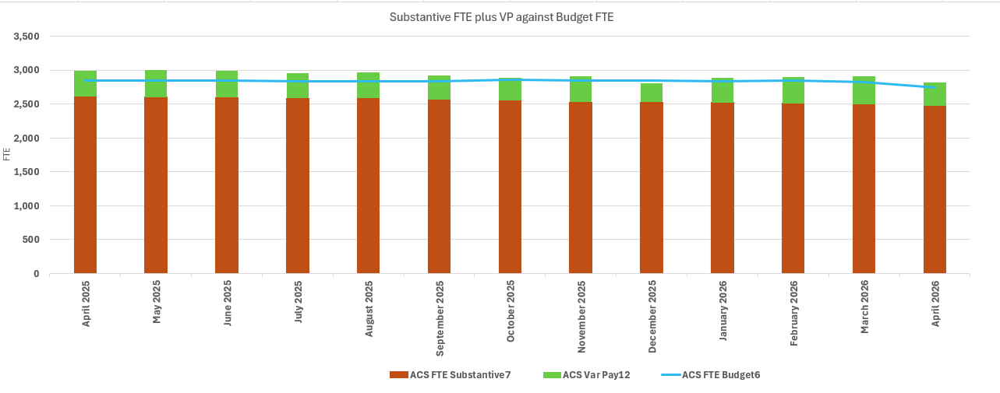 Substantive FTE plus VP against Budget FTE
3,500
3,000
2,500
2,000
1,500
1,000
500
0
FTE
April 2025
May 2025
June 2025
July 2025
August 2025
September 2025
October 2025
November 2025
December 2025
January 2026
February 2026
March 2026
April 2026
ACS FTE Substantive7
ACS Var Pay12
ACS FTE Budget6